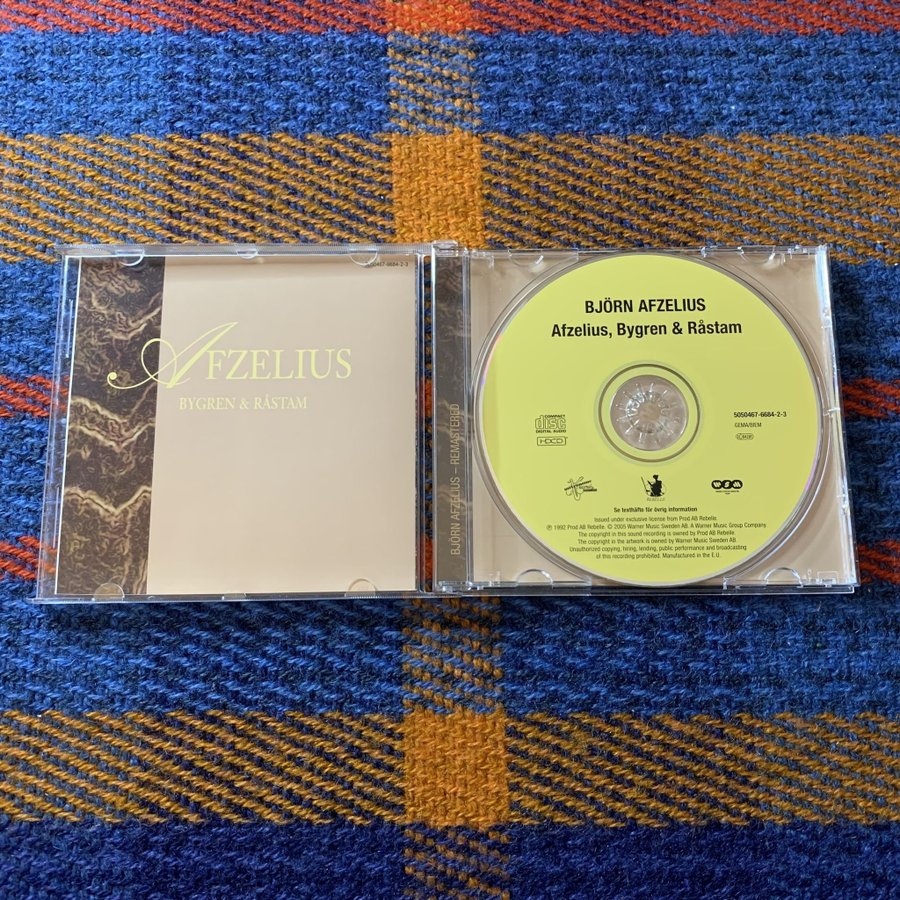 5050467-6684-2-3
AFZELIUS
BYGREN & RÅSTAM
BJÖRN AFZELIUS – REMASTERED
BJÖRN AFZELIUS
Afzelius, Bygren & Råstam
COMPACT
disc
DIGITAL AUDIO
HDCD
5050467-6684-2-3
GEMA/BIEM
REBELLE
Se texthäfte för övrig information
Issued under exclusive license from Prod AB Rebelle.
℗ 1992 Prod AB Rebelle. © 2005 Warner Music Sweden AB. A Warner Music Group Company.
The copyright in this sound recording is owned by Prod AB Rebelle.
The copyright in the artwork is owned by Warner Music Sweden AB.
Unauthorized copying, hiring, lending, public performance and broadcasting
of this recording prohibited. Manufactured in the E.U.